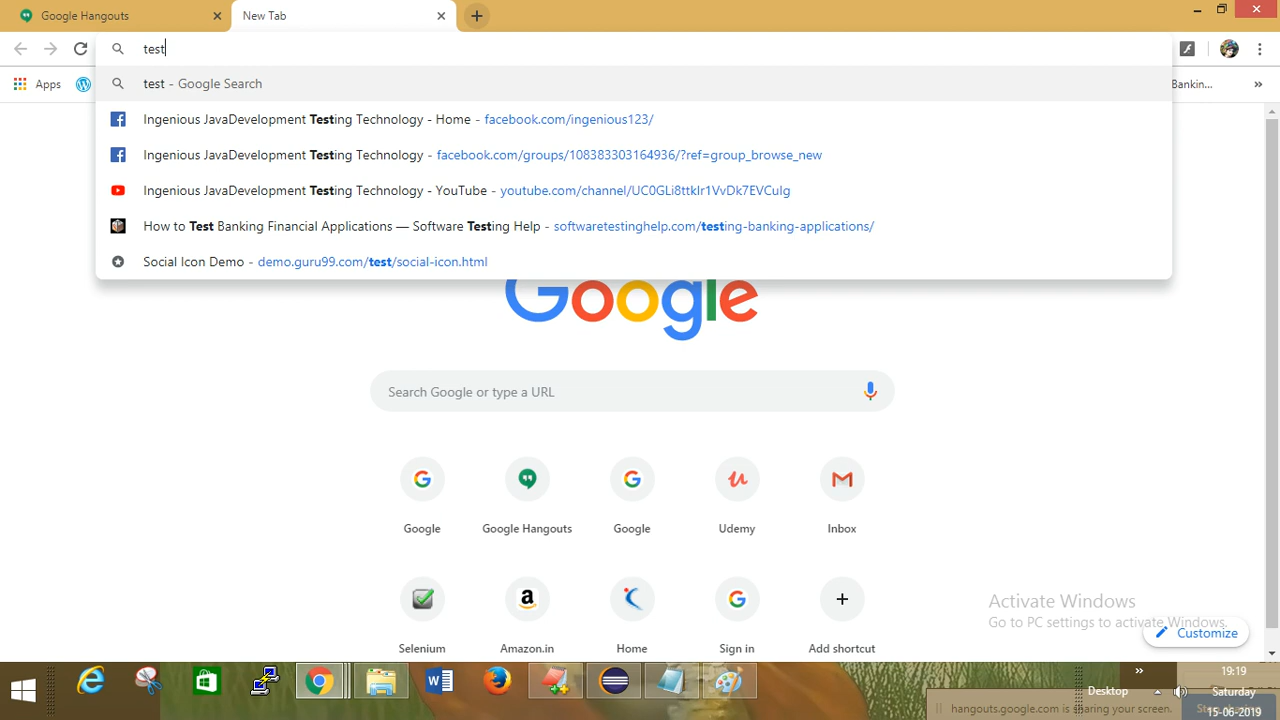 Google Hangouts
New Tab
test
test - Google Search
Apps
Bankin...
»
Ingenious JavaDevelopment Testing Technology - Home - facebook.com/ingenious123/
Ingenious JavaDevelopment Testing Technology - facebook.com/groups/108383303164936/?ref=group_browse_new
Ingenious JavaDevelopment Testing Technology - YouTube - youtube.com/channel/UC0GLi8ttkIr1VvDk7EVCuIg
How to Test Banking Financial Applications — Software Testing Help - softwaretestinghelp.com/testing-banking-applications/
Social Icon Demo - demo.guru99.com/test/social-icon.html
Google
Search Google or type a URL
Google
Google Hangouts
Google
Udemy
Inbox
Selenium
Amazon.in
Home
Sign in
Add shortcut
Activate Windows
Go to PC settings to activate Windows.
Customize
»
19:19
Desktop
Saturday
hangouts.google.com is sharing your screen.
15-06-2019